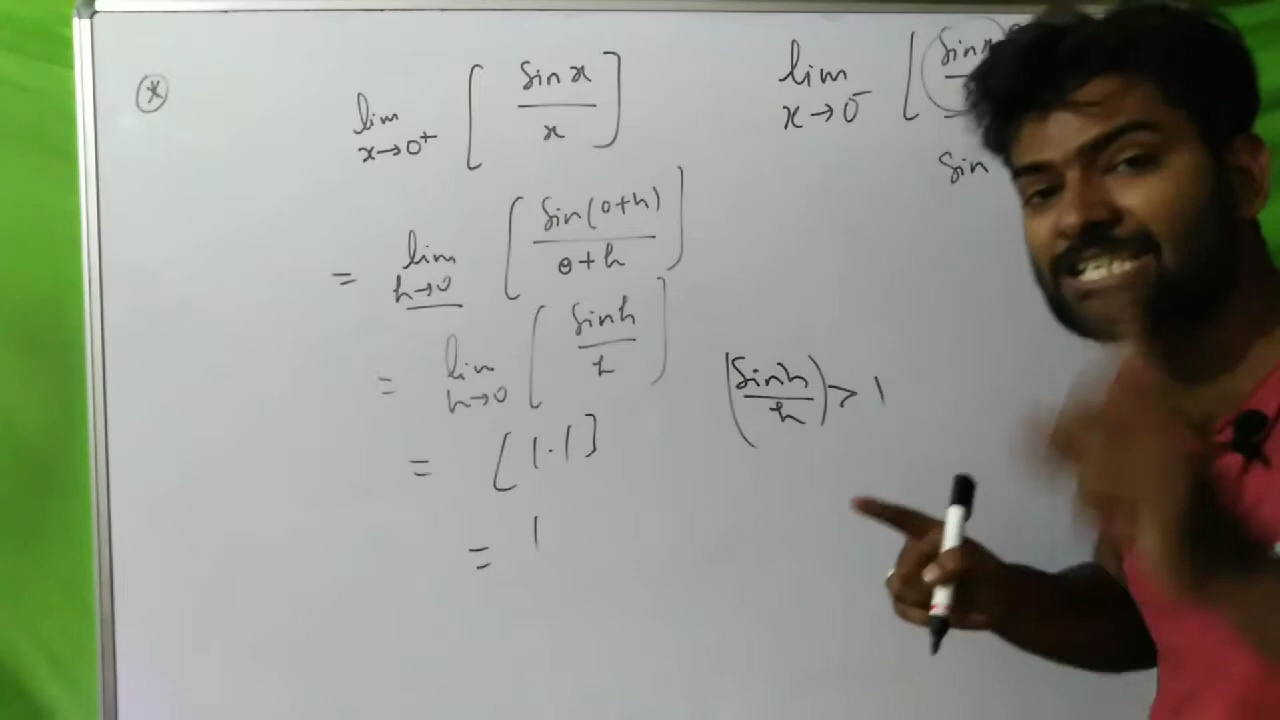 * lim x→0⁺ [ sin x / x ]
= lim h→0 [ sin(0+h) / 0+h ]
= lim h→0 [ sin h / h ]
= [1.1]
= 1
lim x→0⁻ [
sin
(sin h / h) > 1